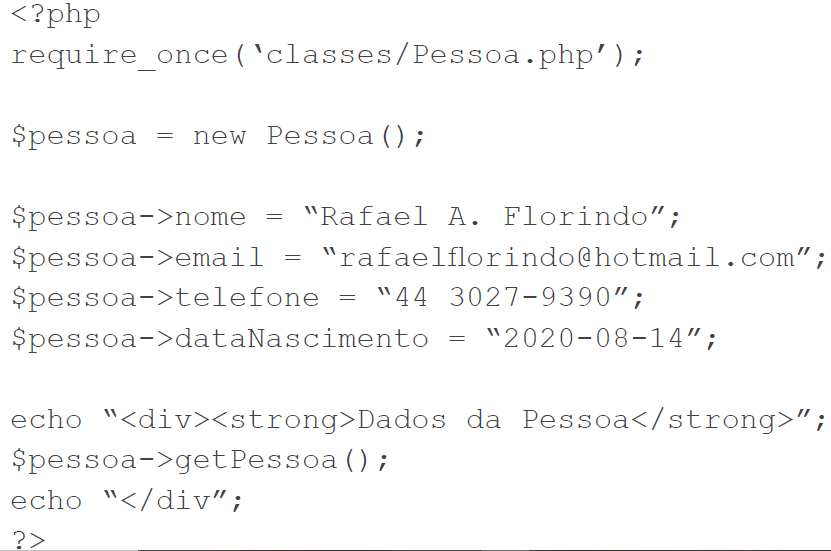 <?php
require_once(‘classes/Pessoa.php’);
$pessoa = new Pessoa();
$pessoa->nome = “Rafael A. Florindo”;
$pessoa->email = “rafaelflorindo@hotmail.com”;
$pessoa->telefone = “44 3027-9390”;
$pessoa->dataNascimento = “2020-08-14”;
echo “<div><strong>Dados da Pessoa</strong>”;
$pessoa->getPessoa();
echo “</div”;
?>